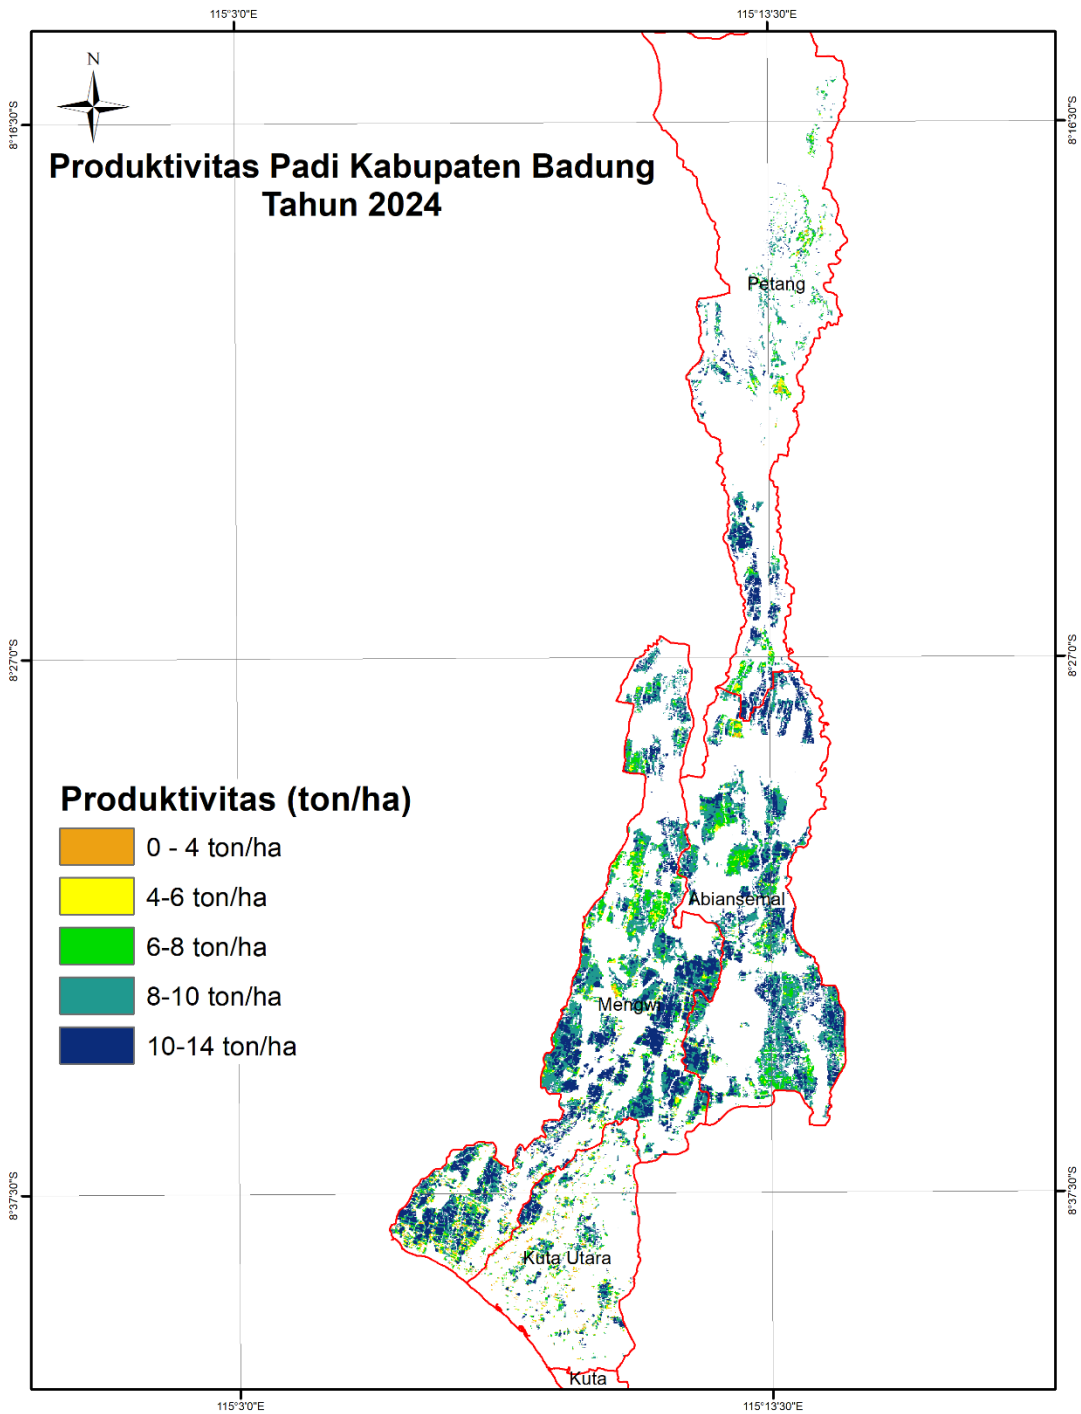 115°3'0"E
115°13'30"E
N
8°16'30"S
8°16'30"S
Produktivitas Padi Kabupaten Badung
Tahun 2024
Petang
8°27'0"S
8°27'0"S
Produktivitas (ton/ha)
0 - 4 ton/ha
4-6 ton/ha
6-8 ton/ha
8-10 ton/ha
10-14 ton/ha
Abiansemal
Mengwi
8°37'30"S
8°37'30"S
Kuta Utara
Kuta
115°3'0"E
115°13'30"E